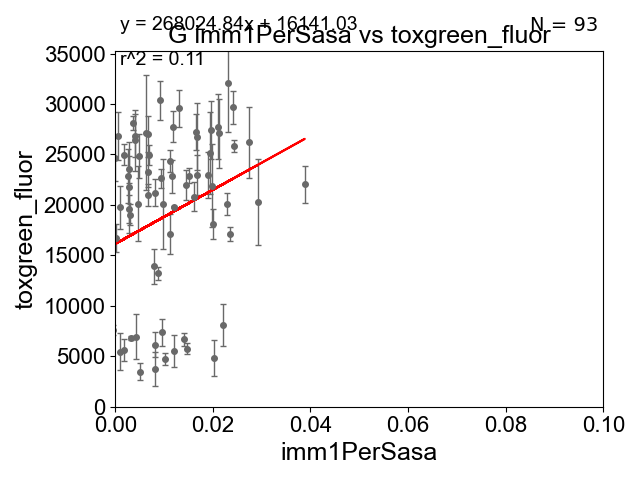 y = 268024.84x + 16141.03
N = 93
G Imm1PerSasa vs toxgreen_fluor
r^2 = 0.11
35000
30000
25000
20000
15000
10000
5000
0
toxgreen_fluor
0.00 0.02 0.04 0.06 0.08 0.10
imm1PerSasa